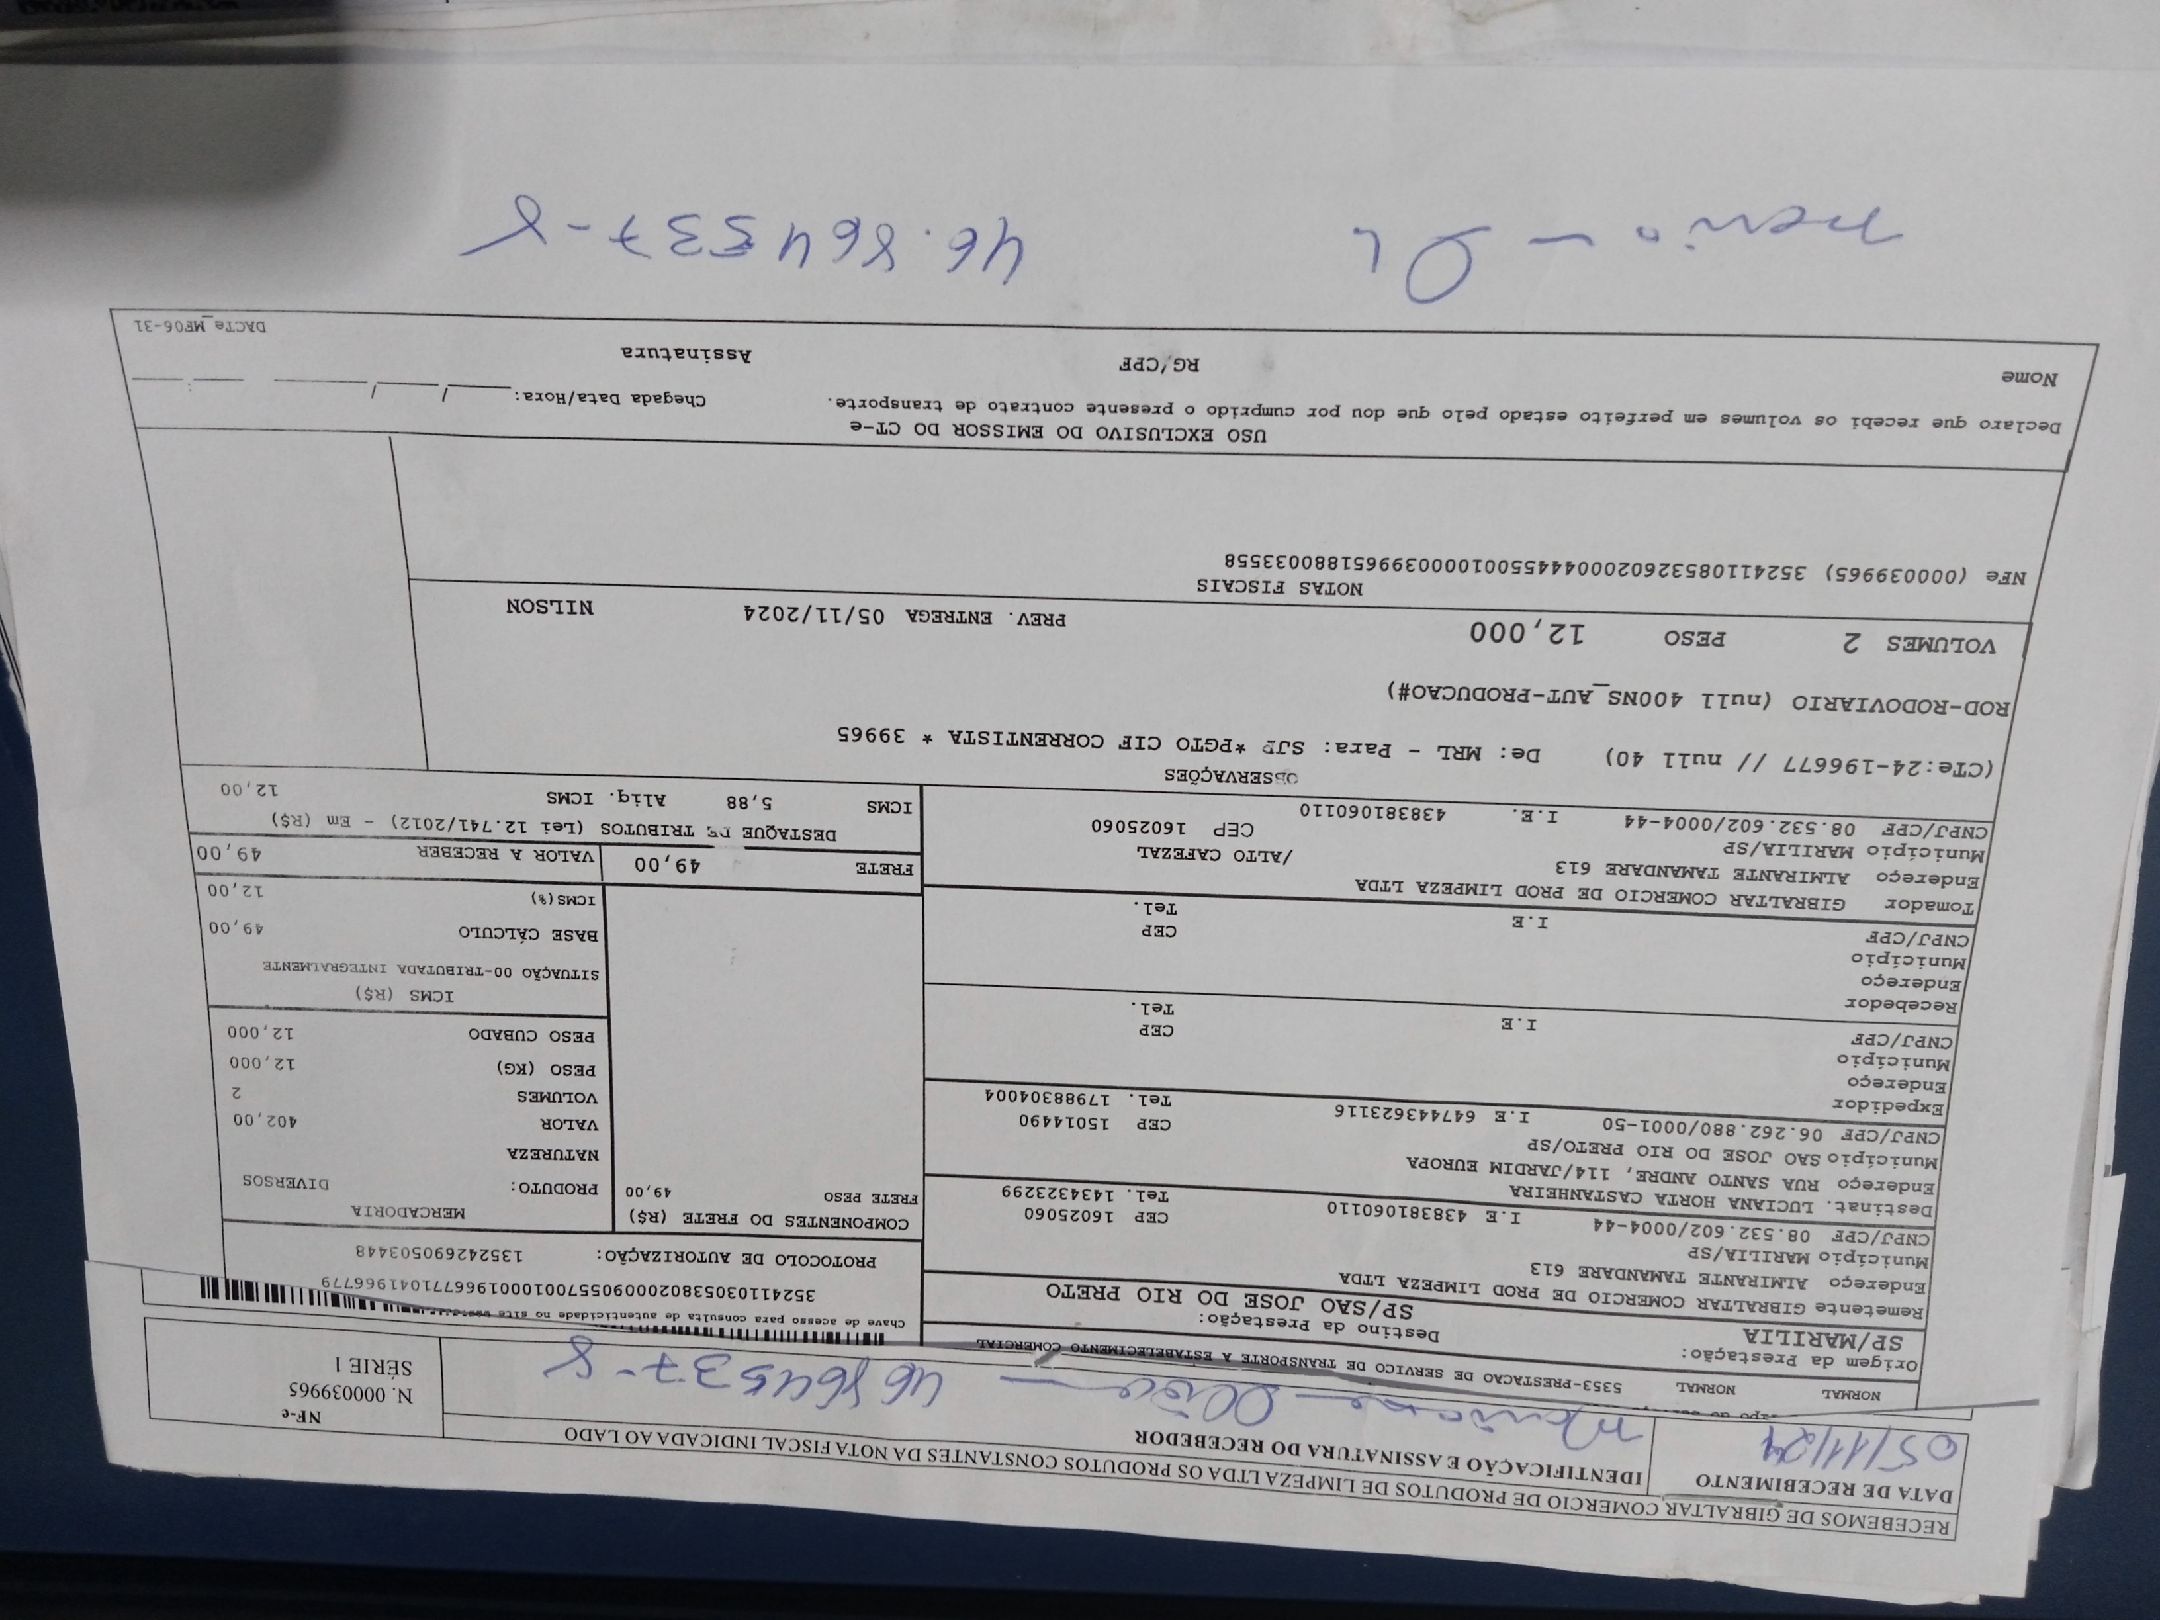 RECEBEMOS DE GIBRALTAR COMERCIO DE PRODUTOS DE LIMPEZA LTDA OS PRODUTOS CONSTANTES DA NOTA FISCAL INDICADA AO LADO
DATA DE RECEBIMENTO
05/11/24
IDENTIFICAÇÃO E ASSINATURA DO RECEBEDOR
46864537-8
NF-e
N. 000039965
SÉRIE 1
NORMAL NORMAL 5353-PRESTACAO DE SERVICO DE TRANSPORTE A ESTABELECIMENTO COMERCIAL
Origem da Prestação: Destino da Prestação:
SP/MARILIA SP/SAO JOSE DO RIO PRETO
Remetente GIBRALTAR COMERCIO DE PROD LIMPEZA LTDA
Endereço ALMIRANTE TAMANDARE 613
Município MARILIA/SP CEP 16025060
CNPJ/CPF 08.532.602/0004-44 I.E 438381060110 Tel. 1434323299
Destinat. LUCIANA HORTA CASTANHEIRA
Endereço RUA SANTO ANDRE, 114/JARDIM EUROPA
Município SAO JOSE DO RIO PRETO/SP CEP 15014490
CNPJ/CPF 06.262.880/0001-50 I.E 647443623116 Tel. 1798304004
Expedidor
Endereço
Município CEP
CNPJ/CPF I.E Tel.
Recebedor
Endereço
Município CEP
CNPJ/CPF I.E Tel.
Tomador GIBRALTAR COMERCIO DE PROD LIMPEZA LTDA
Endereço ALMIRANTE TAMANDARE 613 /ALTO CAFEZAL
Município MARILIA/SP CEP 16025060
CNPJ/CPF 08.532.602/0004-44 I.E. 438381060110
Chave de acesso para consulta de autenticidade no site
35241103053802000905570010001966771041966779
PROTOCOLO DE AUTORIZAÇÃO: 135242690503448
COMPONENTES DO FRETE (R$)
FRETE PESO 49,00
MERCADORIA
PRODUTO: DIVERSOS
NATUREZA
VALOR 402,00
VOLUMES 2
PESO (KG) 12,000
PESO CUBADO 12,000
ICMS (R$)
SITUAÇÃO 00-TRIBUTADA INTEGRALMENTE
BASE CÁLCULO 49,00
ICMS(%) 12,00
FRETE 49,00 VALOR A RECEBER 49,00
DESTAQUE DE TRIBUTOS (Lei 12.741/2012) - Em (R$)
ICMS 5,88 Aliq. ICMS 12,00
OBSERVAÇÕES
(CTe:24-196677 // null 40) De: MRL - Para: SJP *PGTO CIF CORRENTISTA * 39965
ROD-RODOVIARIO (null 400NS_AUT-PRODUCAO#)
VOLUMES 2 PESO 12,000 PREV. ENTREGA 05/11/2024 NILSON
NOTAS FISCAIS
NFe (000039965) 35241108532602000444550010000399651880033558
USO EXCLUSIVO DO EMISSOR DO CT-e
Declaro que recebi os volumes em perfeito estado pelo que dou por cumprido o presente contrato de transporte. Chegada Data/Hora: / / :
Nome RG/CPF Assinatura
DACTe_MF06-31
46.8645 37-8